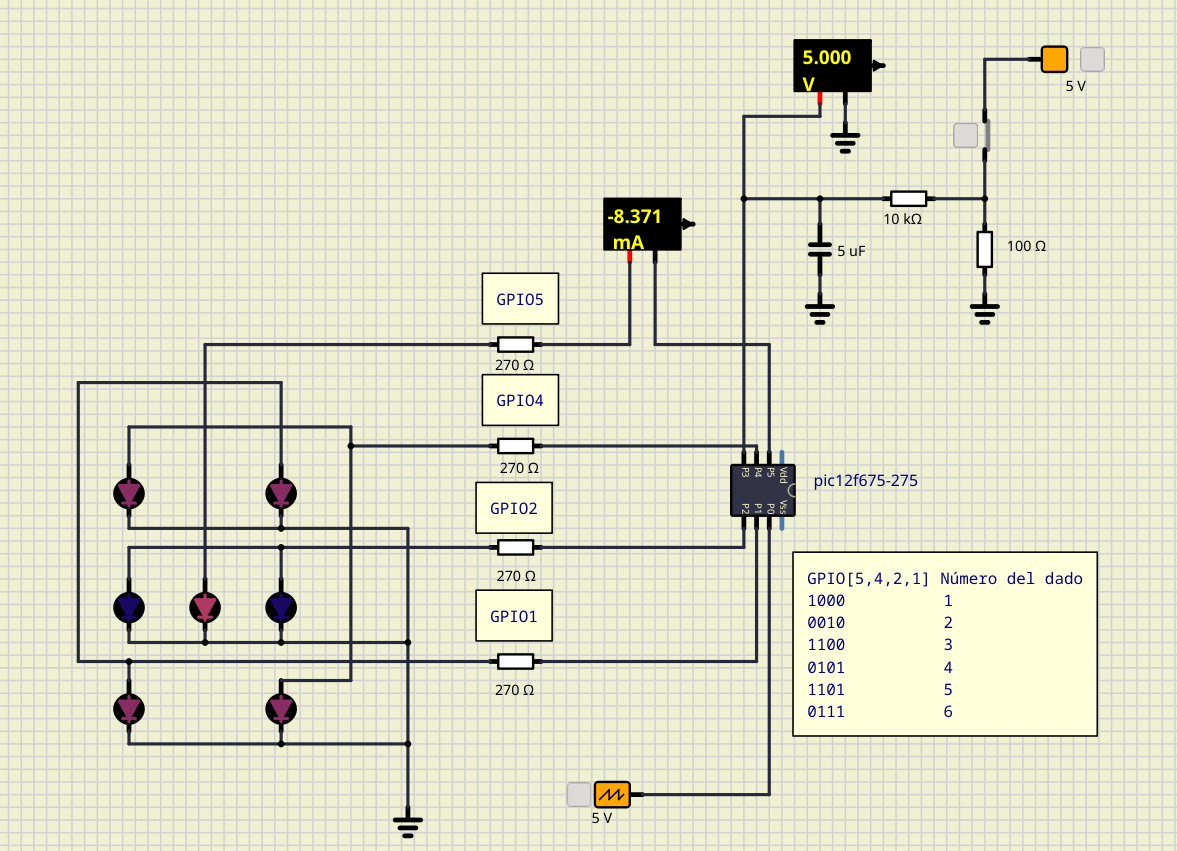 5.000
V
5 V
10 kΩ
-8.371
mA
5 uF
100 Ω
GPIO5
270 Ω
GPIO4
270 Ω
P3 P4 P5 Vdd
pic12f675-275
P2 P1 P0 Vss
GPIO2
270 Ω
GPIO1
270 Ω
GPIO[5,4,2,1] Número del dado
1000 1
0010 2
1100 3
0101 4
1101 5
0111 6
5 V